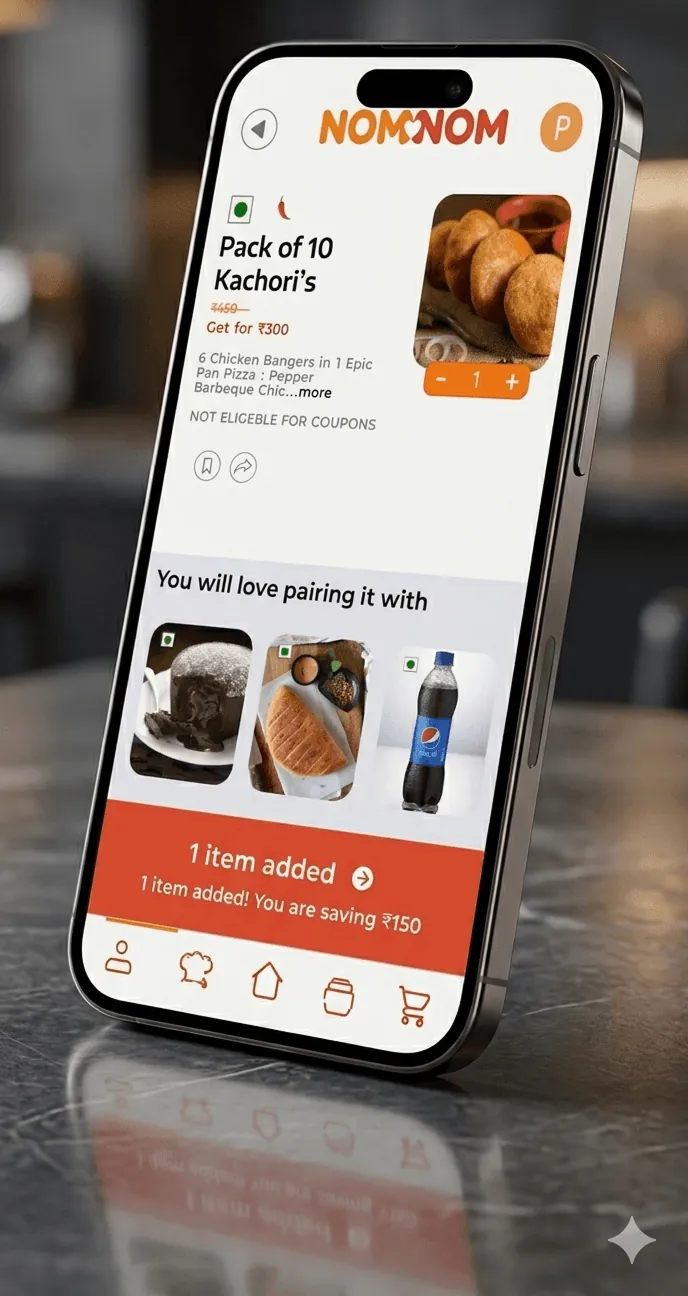 NOMNOM
P
Pack of 10
Kachori's
₹459
Get for ₹300
6 Chicken Bangers in 1 Epic
Pan Pizza : Pepper
Barbeque Chic...more
- 1 +
NOT ELIGEBLE FOR COUPONS
You will love pairing it with
1 item added
1 item added! You are saving ₹150